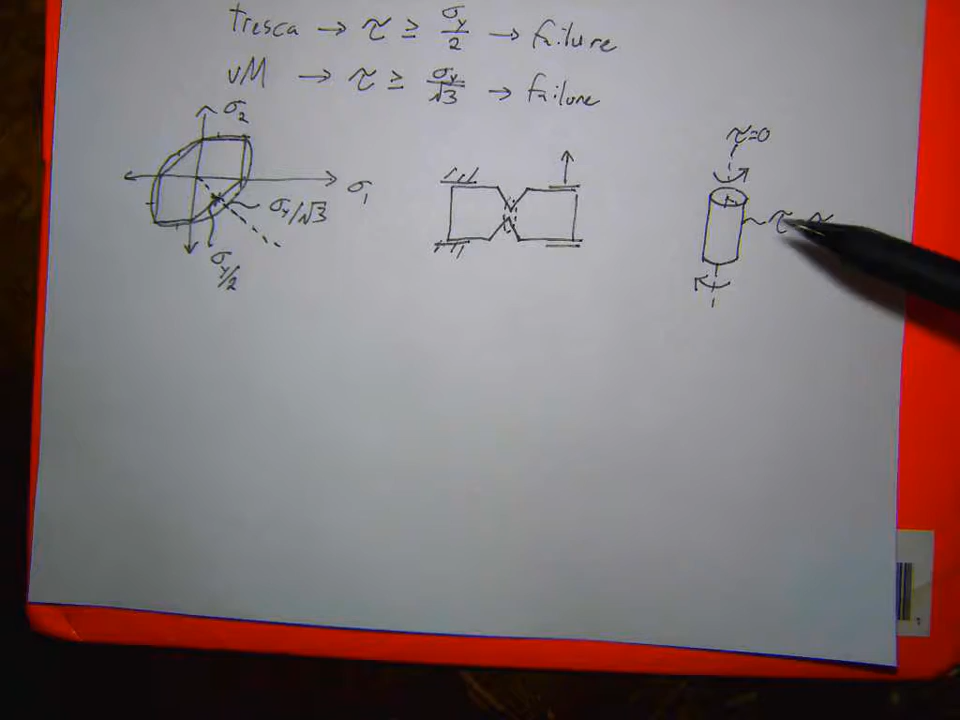 tresca → τ ≥ σy/2 → failure
vM → τ ≥ σy/√3 → failure
σ2
τ=0
σ1
σy/√3
τ
σy/2